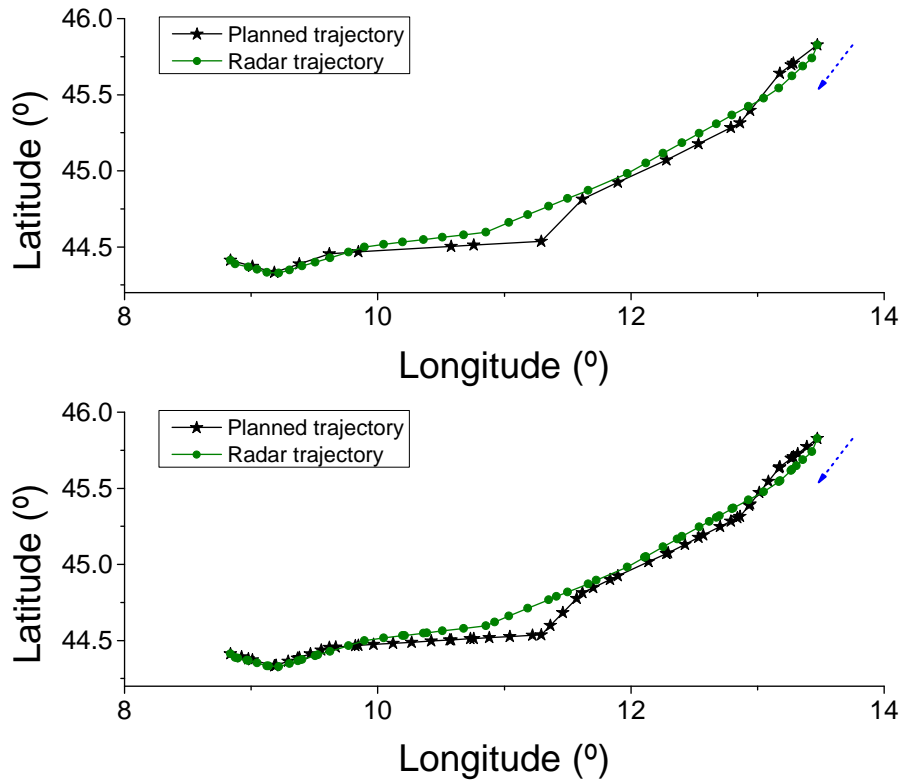 46.0
Planned trajectory
Radar trajectory
45.5
45.0
44.5
Latitude (º)
8
10
12
14
Longitude (º)
46.0
Planned trajectory
Radar trajectory
45.5
45.0
44.5
Latitude (º)
8
10
12
14
Longitude (º)